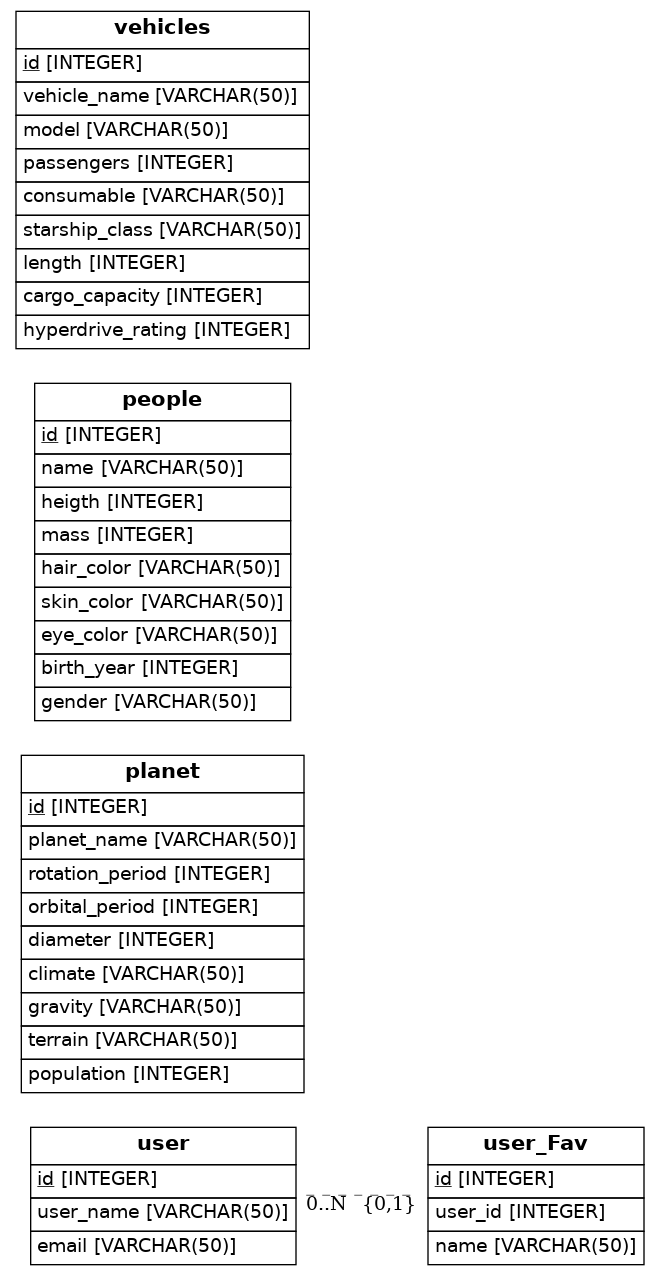 vehicles
id [INTEGER]
vehicle_name [VARCHAR(50)]
model [VARCHAR(50)]
passengers [INTEGER]
consumable [VARCHAR(50)]
starship_class [VARCHAR(50)]
length [INTEGER]
cargo_capacity [INTEGER]
hyperdrive_rating [INTEGER]
people
id [INTEGER]
name [VARCHAR(50)]
heigth [INTEGER]
mass [INTEGER]
hair_color [VARCHAR(50)]
skin_color [VARCHAR(50)]
eye_color [VARCHAR(50)]
birth_year [INTEGER]
gender [VARCHAR(50)]
planet
id [INTEGER]
planet_name [VARCHAR(50)]
rotation_period [INTEGER]
orbital_period [INTEGER]
diameter [INTEGER]
climate [VARCHAR(50)]
gravity [VARCHAR(50)]
terrain [VARCHAR(50)]
population [INTEGER]
user
id [INTEGER]
user_name [VARCHAR(50)]
email [VARCHAR(50)]
0..N {0,1}
user_Fav
id [INTEGER]
user_id [INTEGER]
name [VARCHAR(50)]